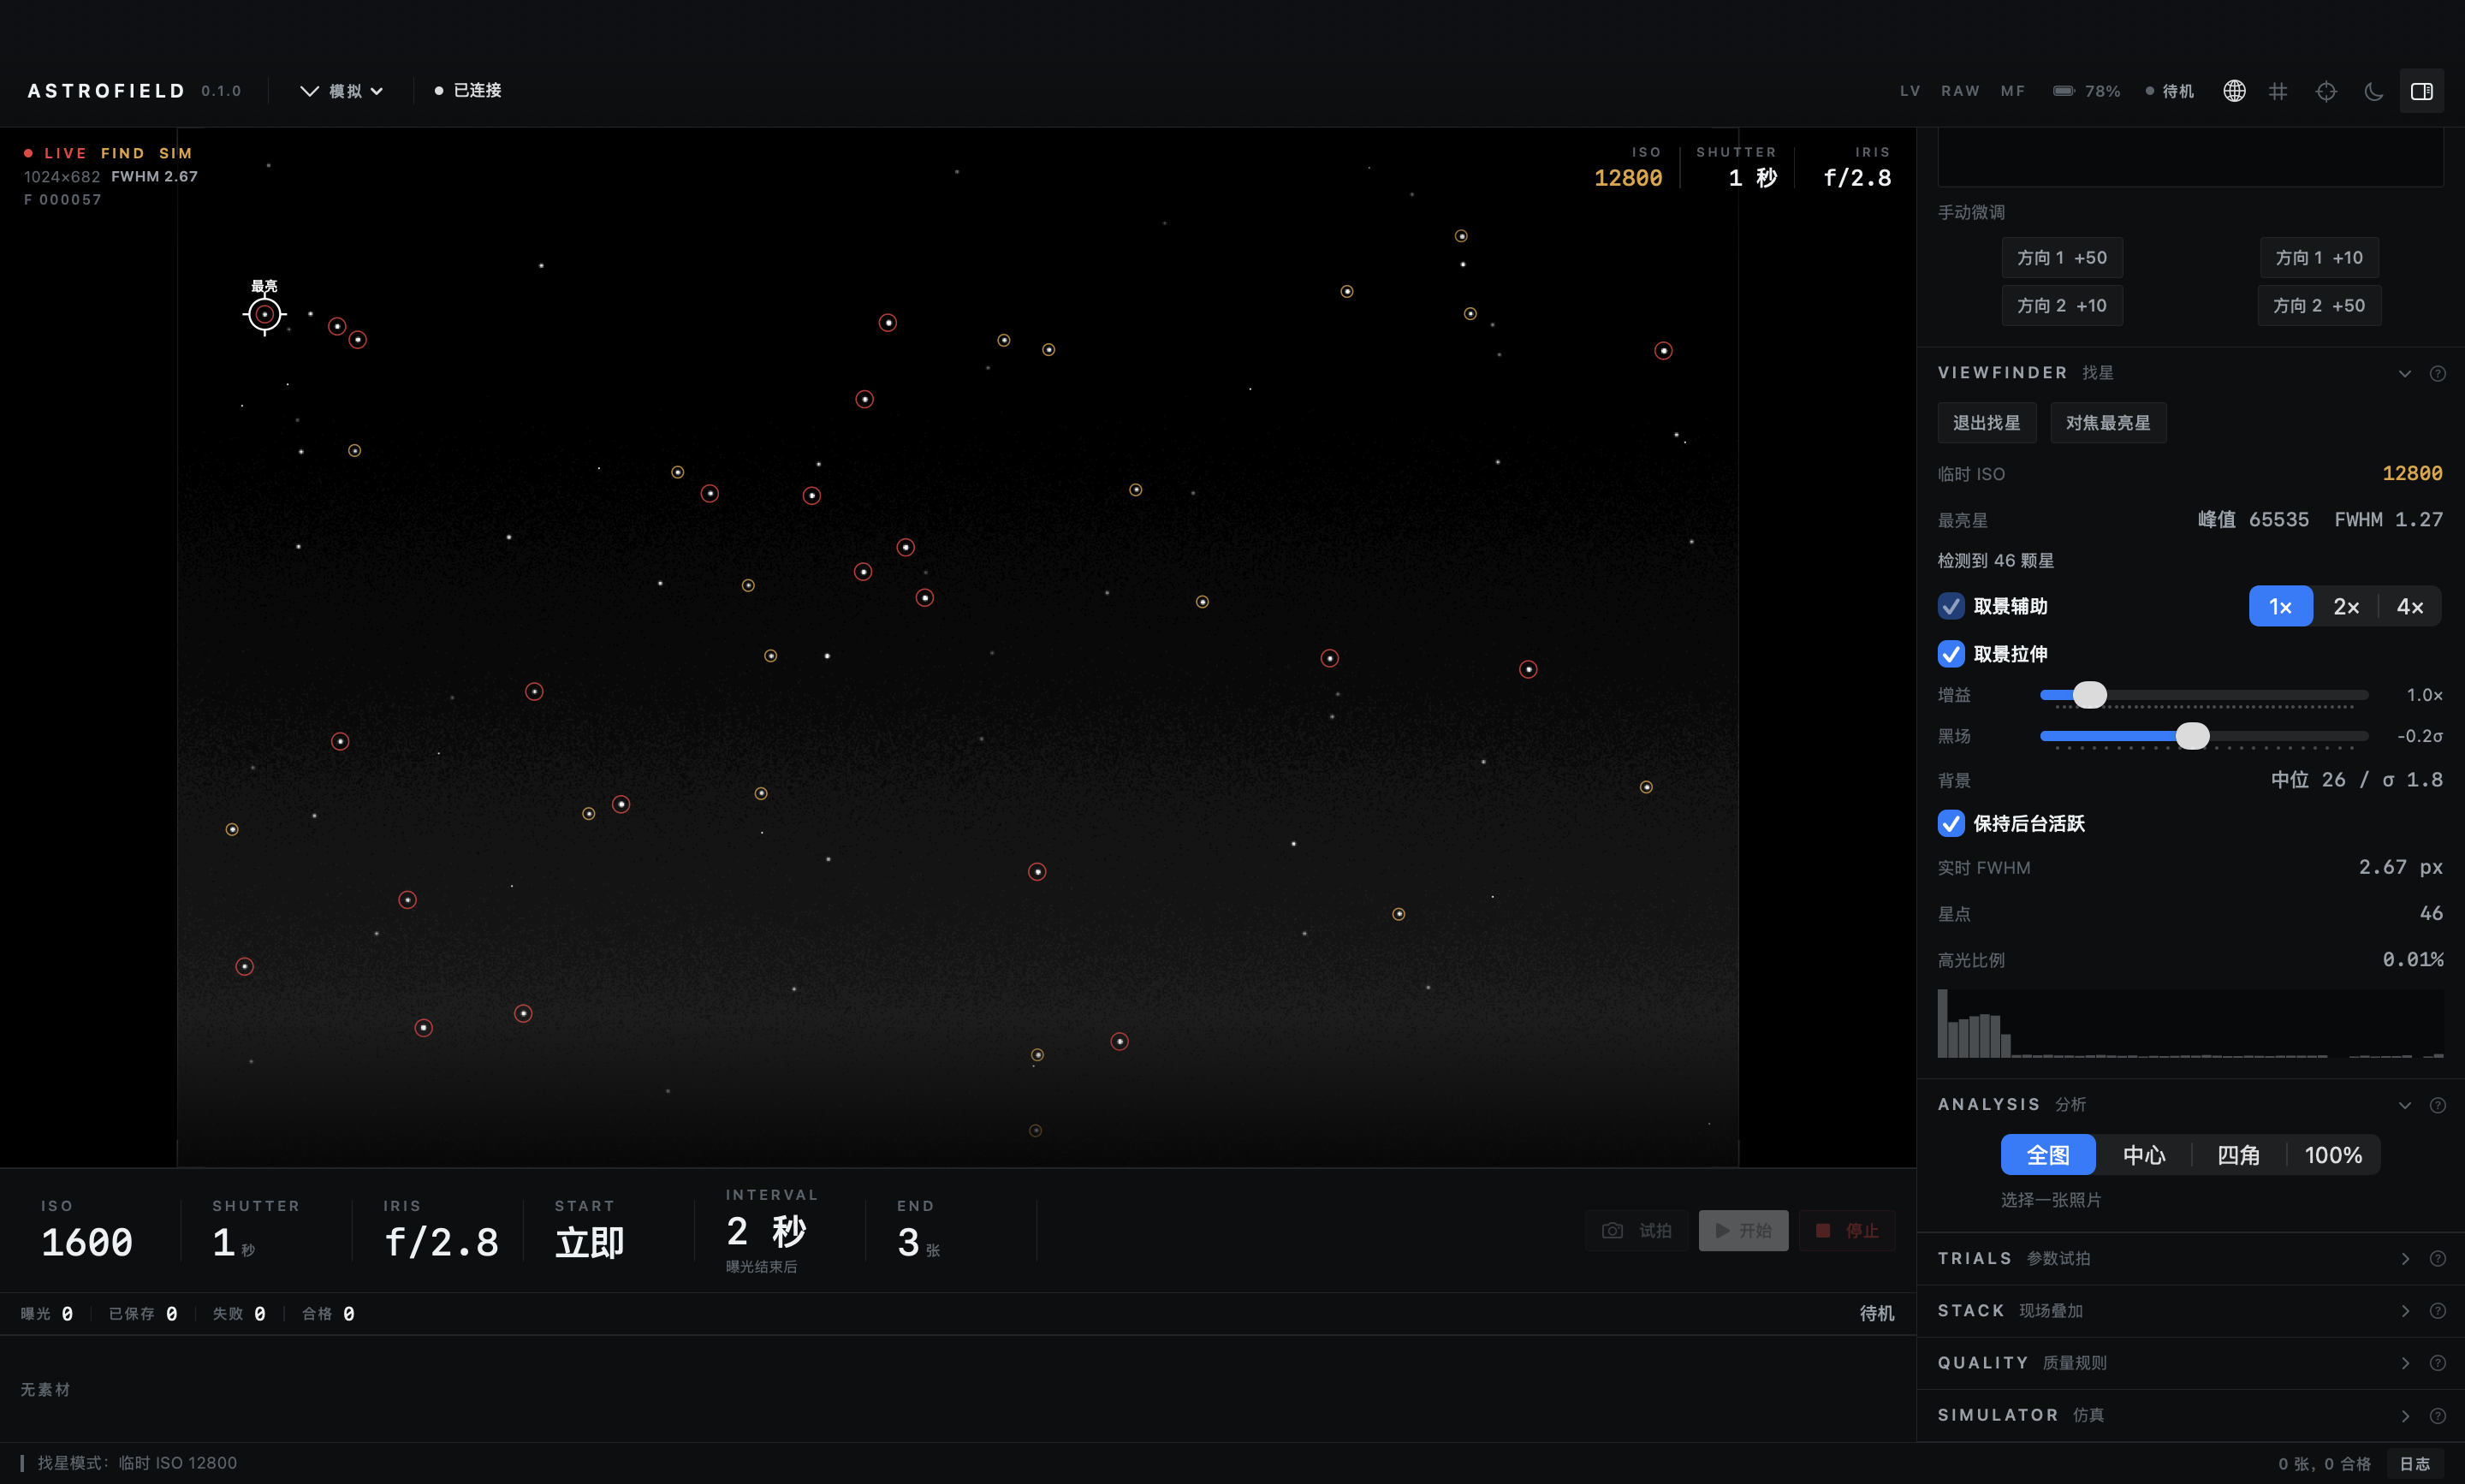 ASTROFIELD 0.1.0 模拟 已连接 LV RAW MF 78% 待机
LIVE FIND SIM
1024×682 FWHM 2.67
F 000057
ISO SHUTTER IRIS
12800 1 秒 f/2.8
最亮
手动微调
方向 1 +50 方向 1 +10
方向 2 +10 方向 2 +50
VIEWFINDER 找星
退出找星 对焦最亮星
临时 ISO 12800
最亮星 峰值 65535 FWHM 1.27
检测到 46 颗星
取景辅助 1× 2× 4×
取景拉伸
增益 1.0×
黑场 -0.2σ
背景 中位 26 / σ 1.8
保持后台活跃
实时 FWHM 2.67 px
星点 46
高光比例 0.01%
ANALYSIS 分析
全图 中心 四角 100%
选择一张照片
TRIALS 参数试拍
STACK 现场叠加
QUALITY 质量规则
SIMULATOR 仿真
ISO SHUTTER IRIS START INTERVAL END
1600 1 秒 f/2.8 立即 2 秒 3 张
曝光结束后
试拍 开始 停止
曝光 0 已保存 0 失败 0 合格 0 待机
无素材
找星模式：临时 ISO 12800 0 张，0 合格 日志